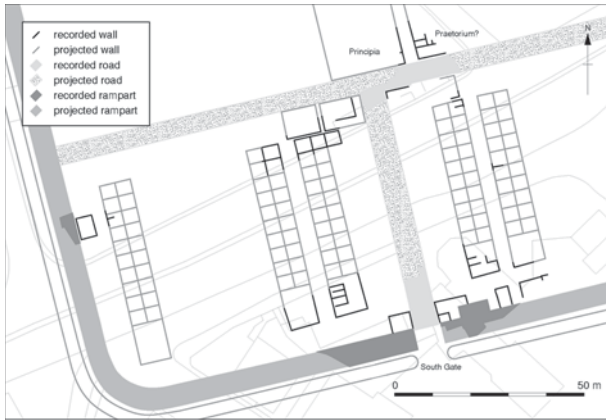 recorded wall
projected wall
recorded road
projected road
recorded rampart
projected rampart
Principia
Praetorium?
N
South Gate
0
50 m